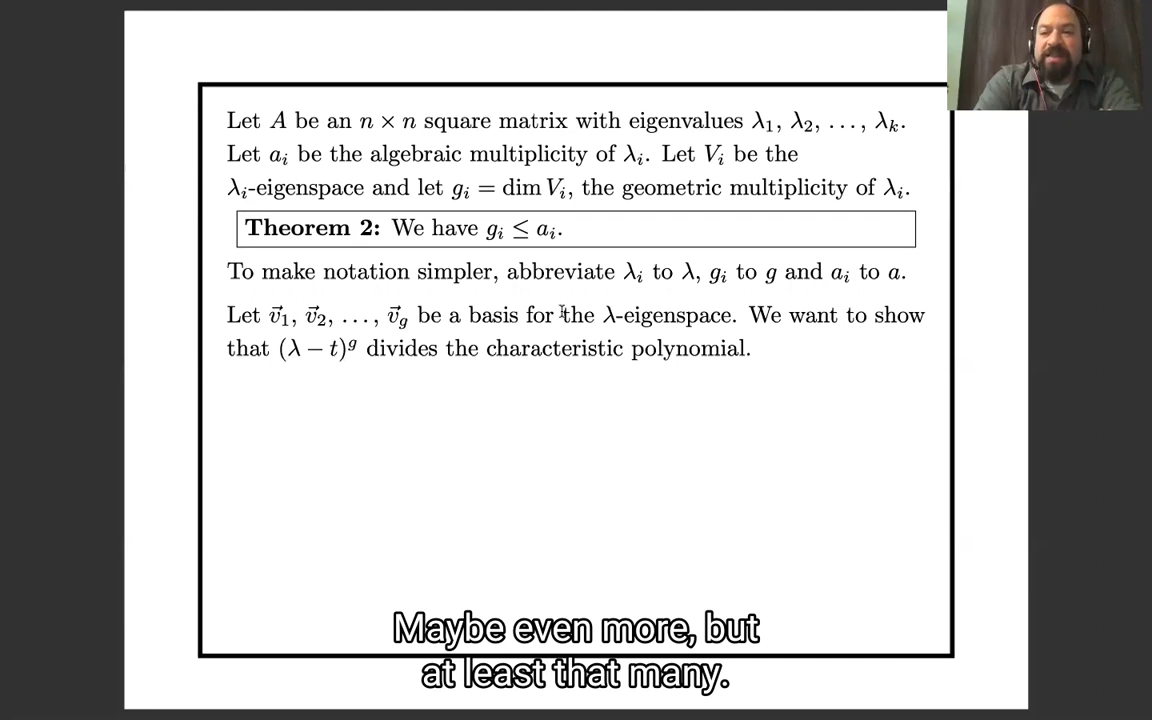 Let A be an n × n square matrix with eigenvalues λ₁, λ₂, ..., λₖ.
Let aᵢ be the algebraic multiplicity of λᵢ. Let Vᵢ be the
λᵢ-eigenspace and let gᵢ = dim Vᵢ, the geometric multiplicity of λᵢ.
Theorem 2: We have gᵢ ≤ aᵢ.
To make notation simpler, abbreviate λᵢ to λ, gᵢ to g and aᵢ to a.
Let v⃗₁, v⃗₂, ..., v⃗_g be a basis for the λ-eigenspace. We want to show
that (λ − t)ᵍ divides the characteristic polynomial.
Maybe even more, but
at least that many.